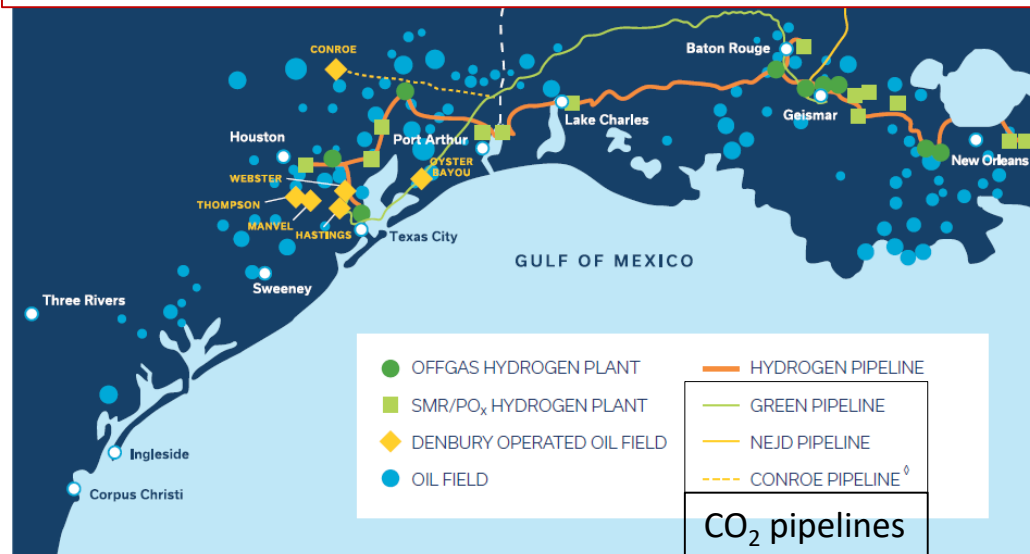 CONROE
Baton Rouge
Houston
Port Arthur
Lake Charles
Geismar
OYSTER
BAYOU
New Orleans
WEBSTER
THOMPSON
MANVEL
HASTINGS
Texas City
GULF OF MEXICO
Sweeney
Three Rivers
Ingleside
Corpus Christi
OFFGAS HYDROGEN PLANT
SMR/POₓ HYDROGEN PLANT
DENBURY OPERATED OIL FIELD
OIL FIELD
HYDROGEN PIPELINE
GREEN PIPELINE
NEJD PIPELINE
CONROE PIPELINE ◊
CO₂ pipelines